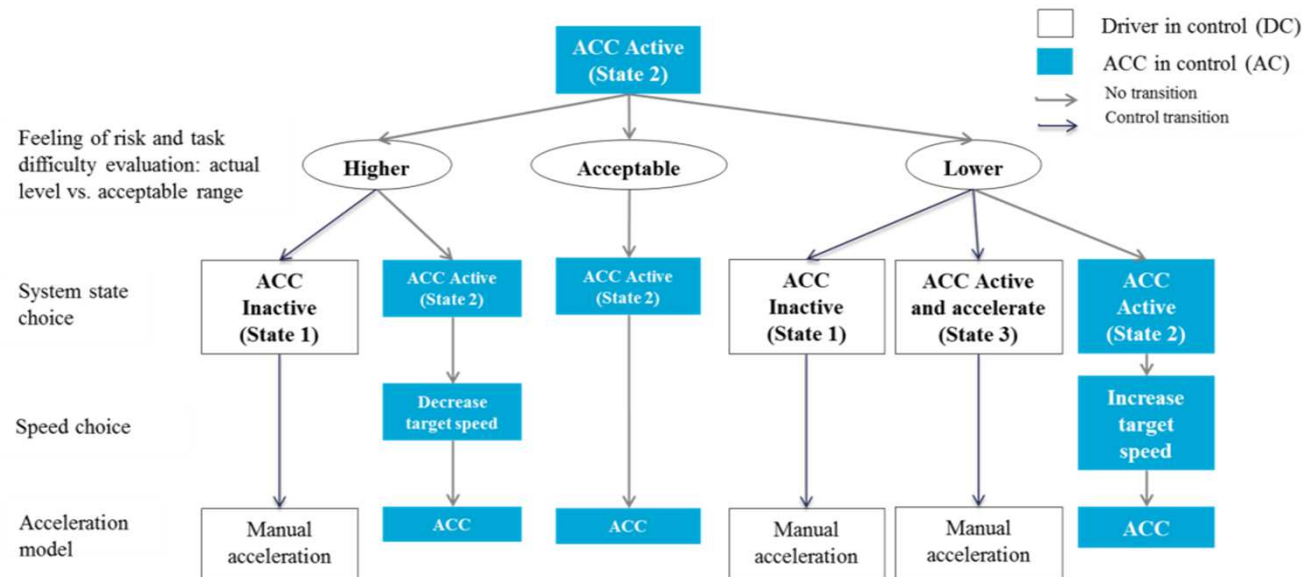 ACC Active
(State 2)
Driver in control (DC)
ACC in control (AC)
No transition
Control transition
Feeling of risk and task
difficulty evaluation: actual
level vs. acceptable range
Higher
Acceptable
Lower
System state
choice
ACC
Inactive
(State 1)
ACC Active
(State 2)
ACC Active
(State 2)
ACC
Inactive
(State 1)
ACC Active
and accelerate
(State 3)
ACC
Active
(State 2)
Speed choice
Decrease
target speed
Increase
target
speed
Acceleration
model
Manual
acceleration
ACC
ACC
Manual
acceleration
Manual
acceleration
ACC